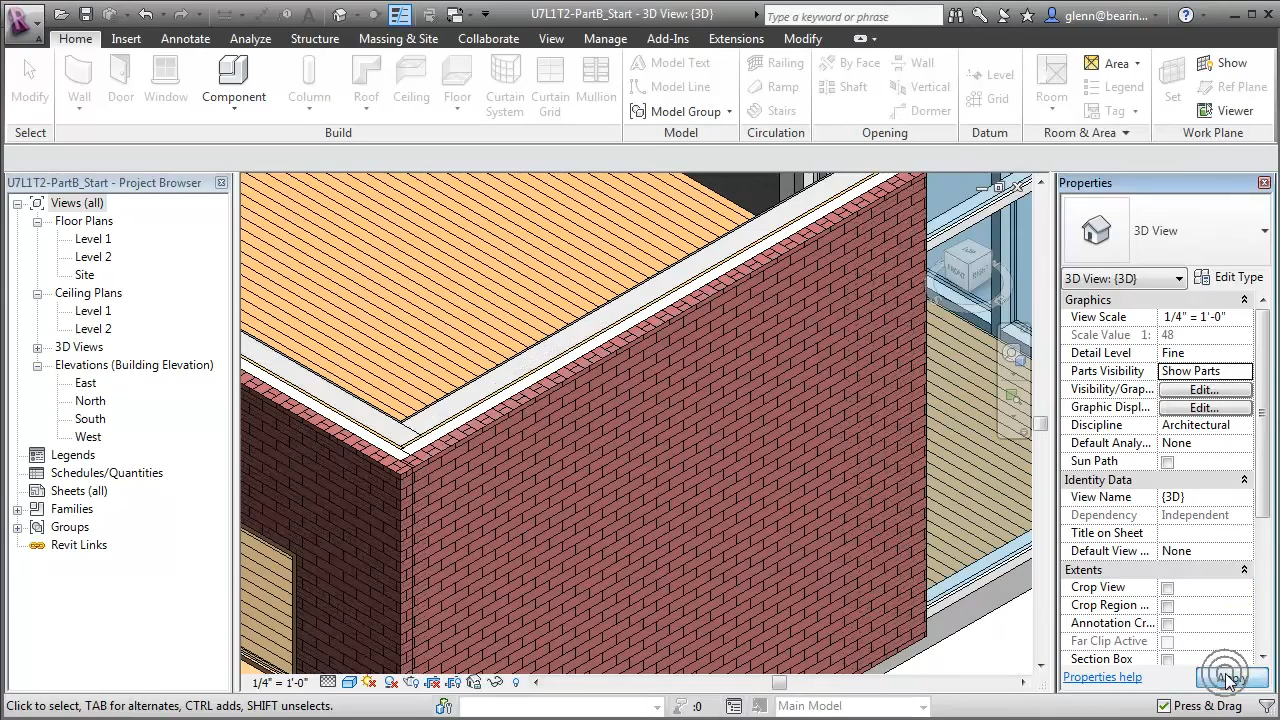 U7L1T2-PartB_Start - 3D View: {3D}
Type a keyword or phrase
glenn@bearin...
Home Insert Annotate Analyze Structure Massing & Site Collaborate View Manage Add-Ins Extensions Modify
Modify Wall Door Window Component Column Roof Ceiling Floor Curtain System Curtain Grid Mullion
Model Text
Model Line
Model Group
Railing
Ramp
Stairs
By Face
Shaft
Wall
Vertical
Dormer
Level
Grid
Room
Area
Legend
Tag
Set
Show
Ref Plane
Viewer
Select Build Model Circulation Opening Datum Room & Area Work Plane
U7L1T2-PartB_Start - Project Browser
Views (all)
Floor Plans
Level 1
Level 2
Site
Ceiling Plans
Level 1
Level 2
3D Views
Elevations (Building Elevation)
East
North
South
West
Legends
Schedules/Quantities
Sheets (all)
Families
Groups
Revit Links
FRONT
Properties
3D View
3D View: {3D} Edit Type
Graphics
View Scale 1/4" = 1'-0"
Scale Value 1: 48
Detail Level Fine
Parts Visibility Show Parts
Visibility/Grap... Edit...
Graphic Displ... Edit...
Discipline Architectural
Default Analy... None
Sun Path
Identity Data
View Name {3D}
Dependency Independent
Title on Sheet
Default View ... None
Extents
Crop View
Crop Region ...
Annotation Cr...
Far Clip Active
Section Box
Properties help Apply
1/4" = 1'-0"
Click to select, TAB for alternates, CTRL adds, SHIFT unselects.
:0
Main Model
Press & Drag